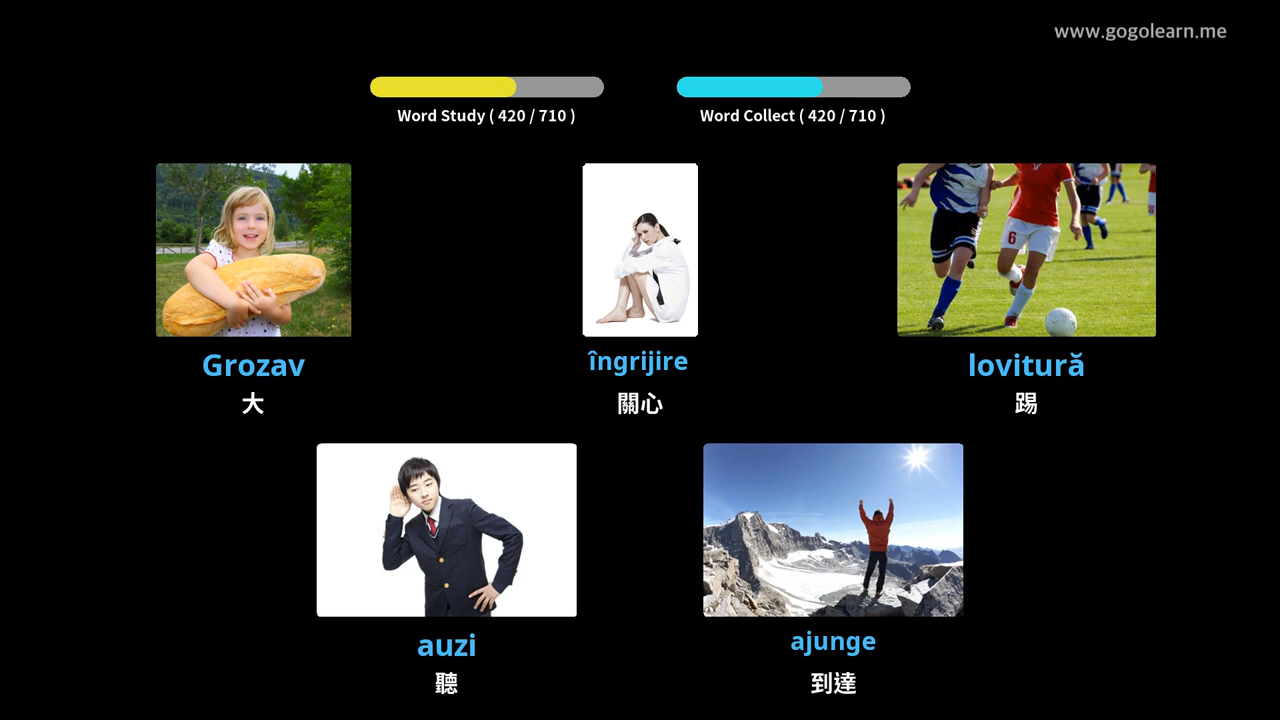 www.gogolearn.me
Word Study ( 420 / 710 )
Word Collect ( 420 / 710 )
Grozav
大
îngrijire
關心
lovitură
踢
auzi
聽
ajunge
到達